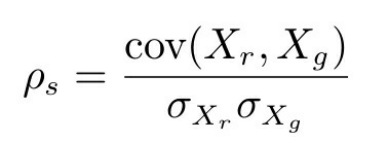 ρ_s = cov(X_r, X_g) / σ_{X_r} σ_{X_g}